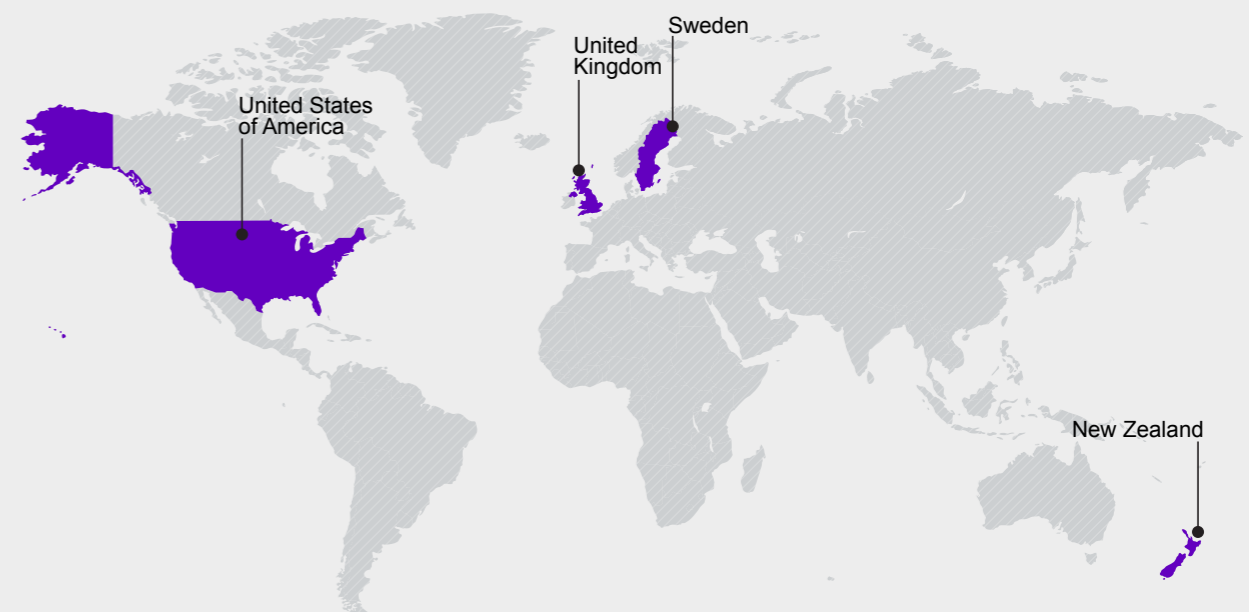 Sweden
United
Kingdom
United States
of America
New Zealand